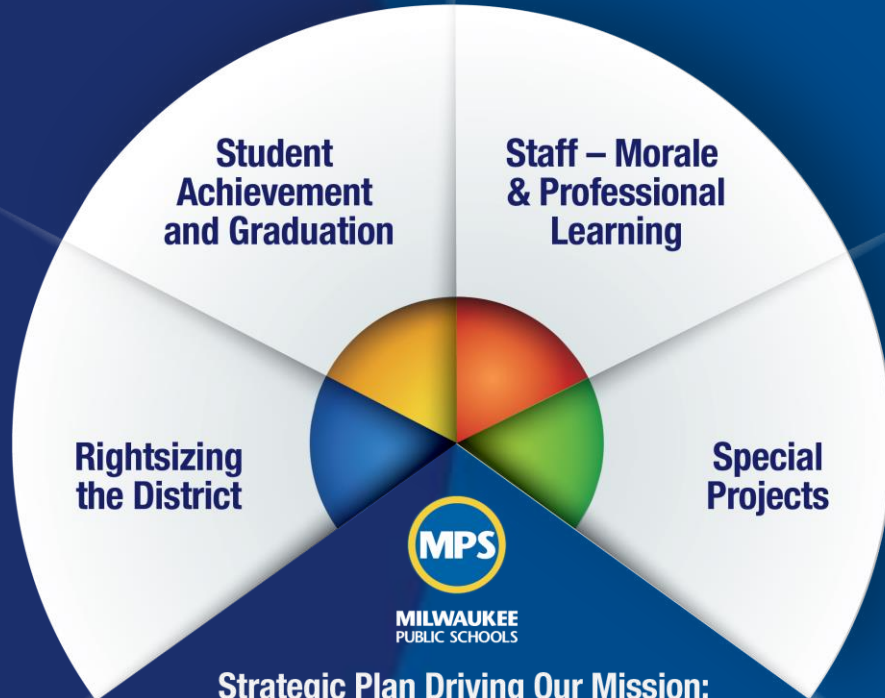 Student
Achievement
and Graduation
Staff – Morale
& Professional
Learning
Rightsizing
the District
Special
Projects
MPS
MILWAUKEE
PUBLIC SCHOOLS
Strategic Plan Driving Our Mission: